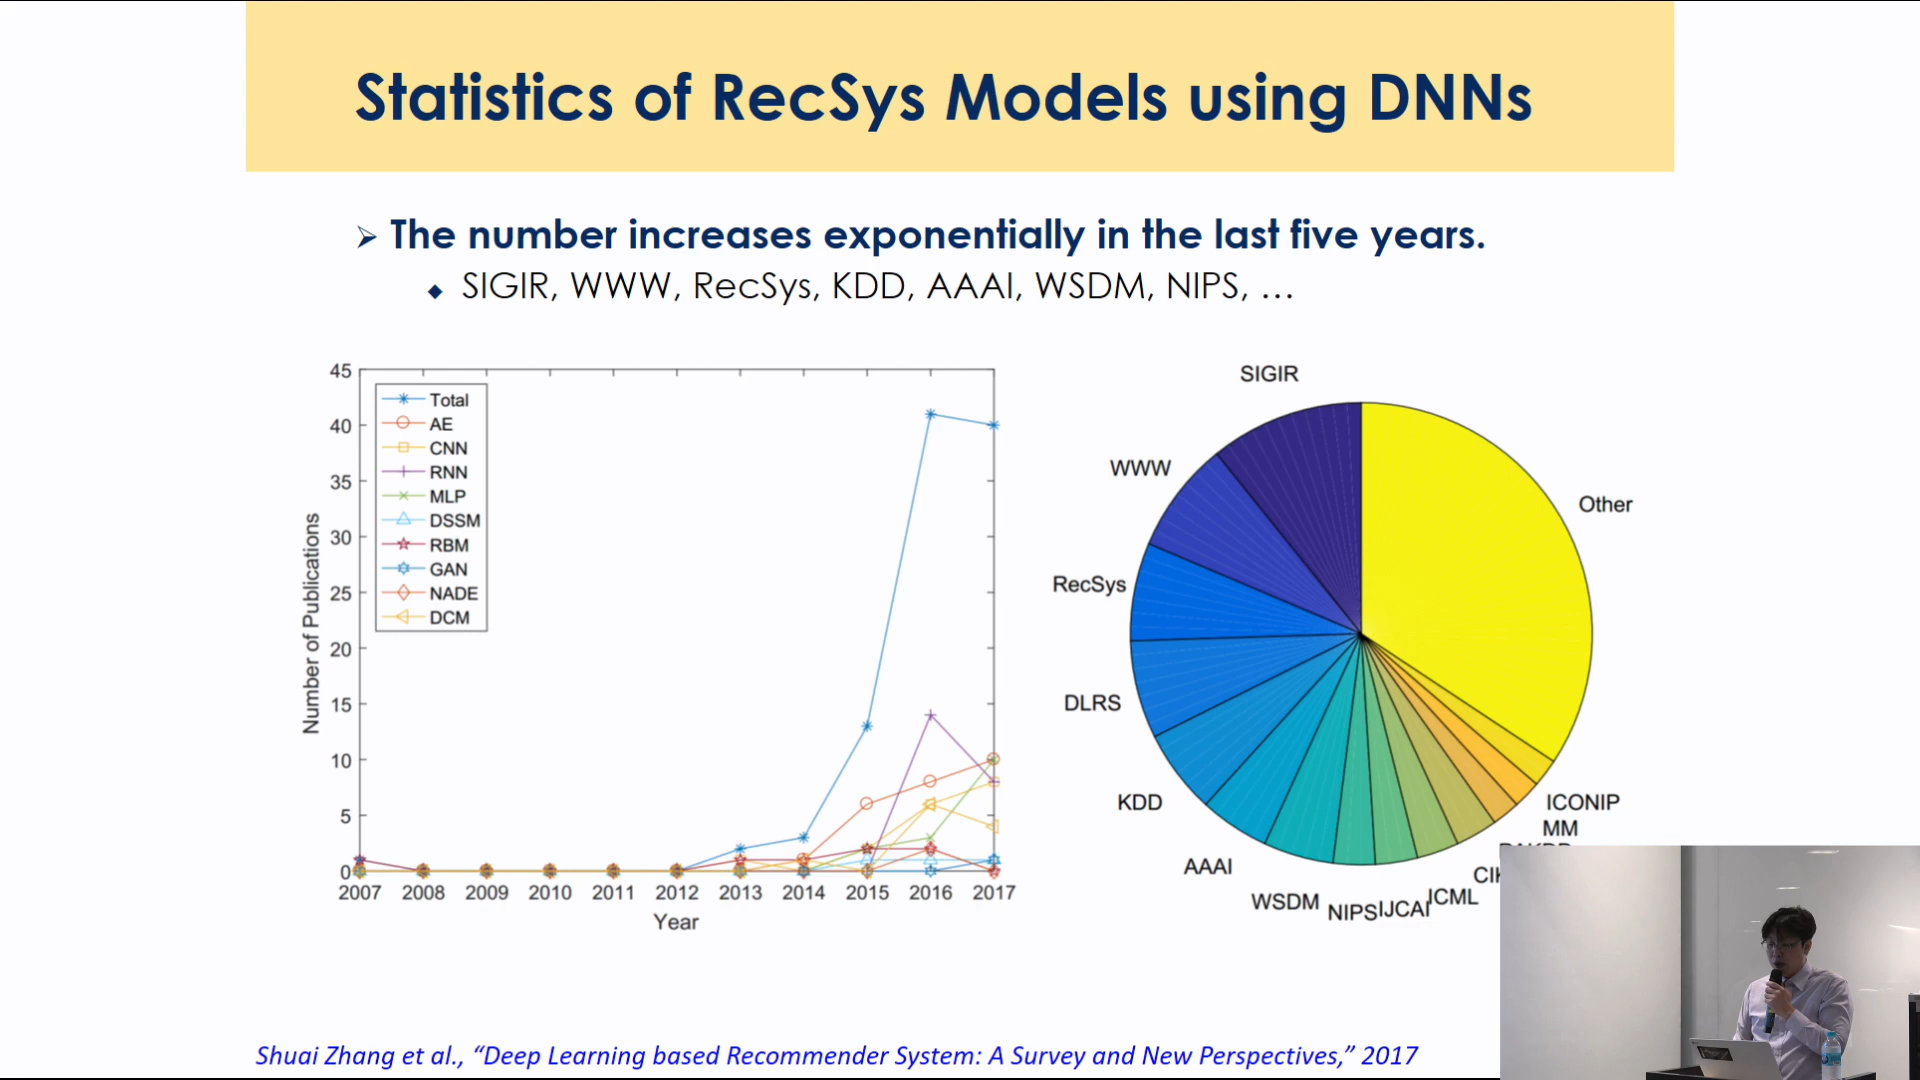 Statistics of RecSys Models using DNNs
The number increases exponentially in the last five years.
SIGIR, WWW, RecSys, KDD, AAAI, WSDM, NIPS, …
45
40
35
30
25
20
15
10
5
0
Number of Publications
Total
AE
CNN
RNN
MLP
DSSM
RBM
GAN
NADE
DCM
2007 2008 2009 2010 2011 2012 2013 2014 2015 2016 2017
Year
SIGIR
WWW
RecSys
DLRS
KDD
AAAI
WSDM
NIPS
IJCAI
ICML
MM
ICONIP
Other
Shuai Zhang et al., “Deep Learning based Recommender System: A Survey and New Perspectives,” 2017